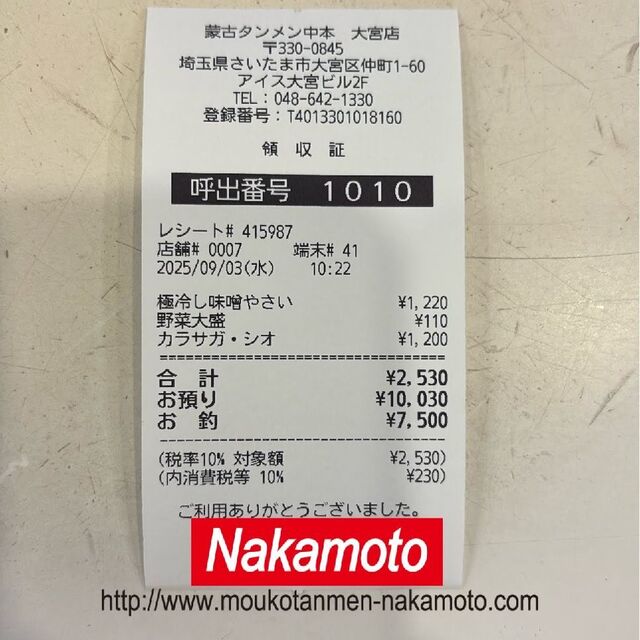 蒙古タンメン中本　大宮店
〒330-0845
埼玉県さいたま市大宮区仲町1-60
アイス大宮ビル2F
TEL：048-642-1330
登録番号：T4013301018160
領　収　証
呼出番号　１０１０
レシート# 415987
店舗# 0007　　端末# 41
2025/09/03(水)　　10:22
極冷し味噌やさい　¥1,220
野菜大盛　¥110
カラサガ・シオ　¥1,200
合　計　¥2,530
お預り　¥10,030
お　釣　¥7,500
(税率10% 対象額　¥2,530)
(内消費税等 10%　¥230)
ご利用ありがとうございました。
Nakamoto
http://www.moukotanmen-nakamoto.com